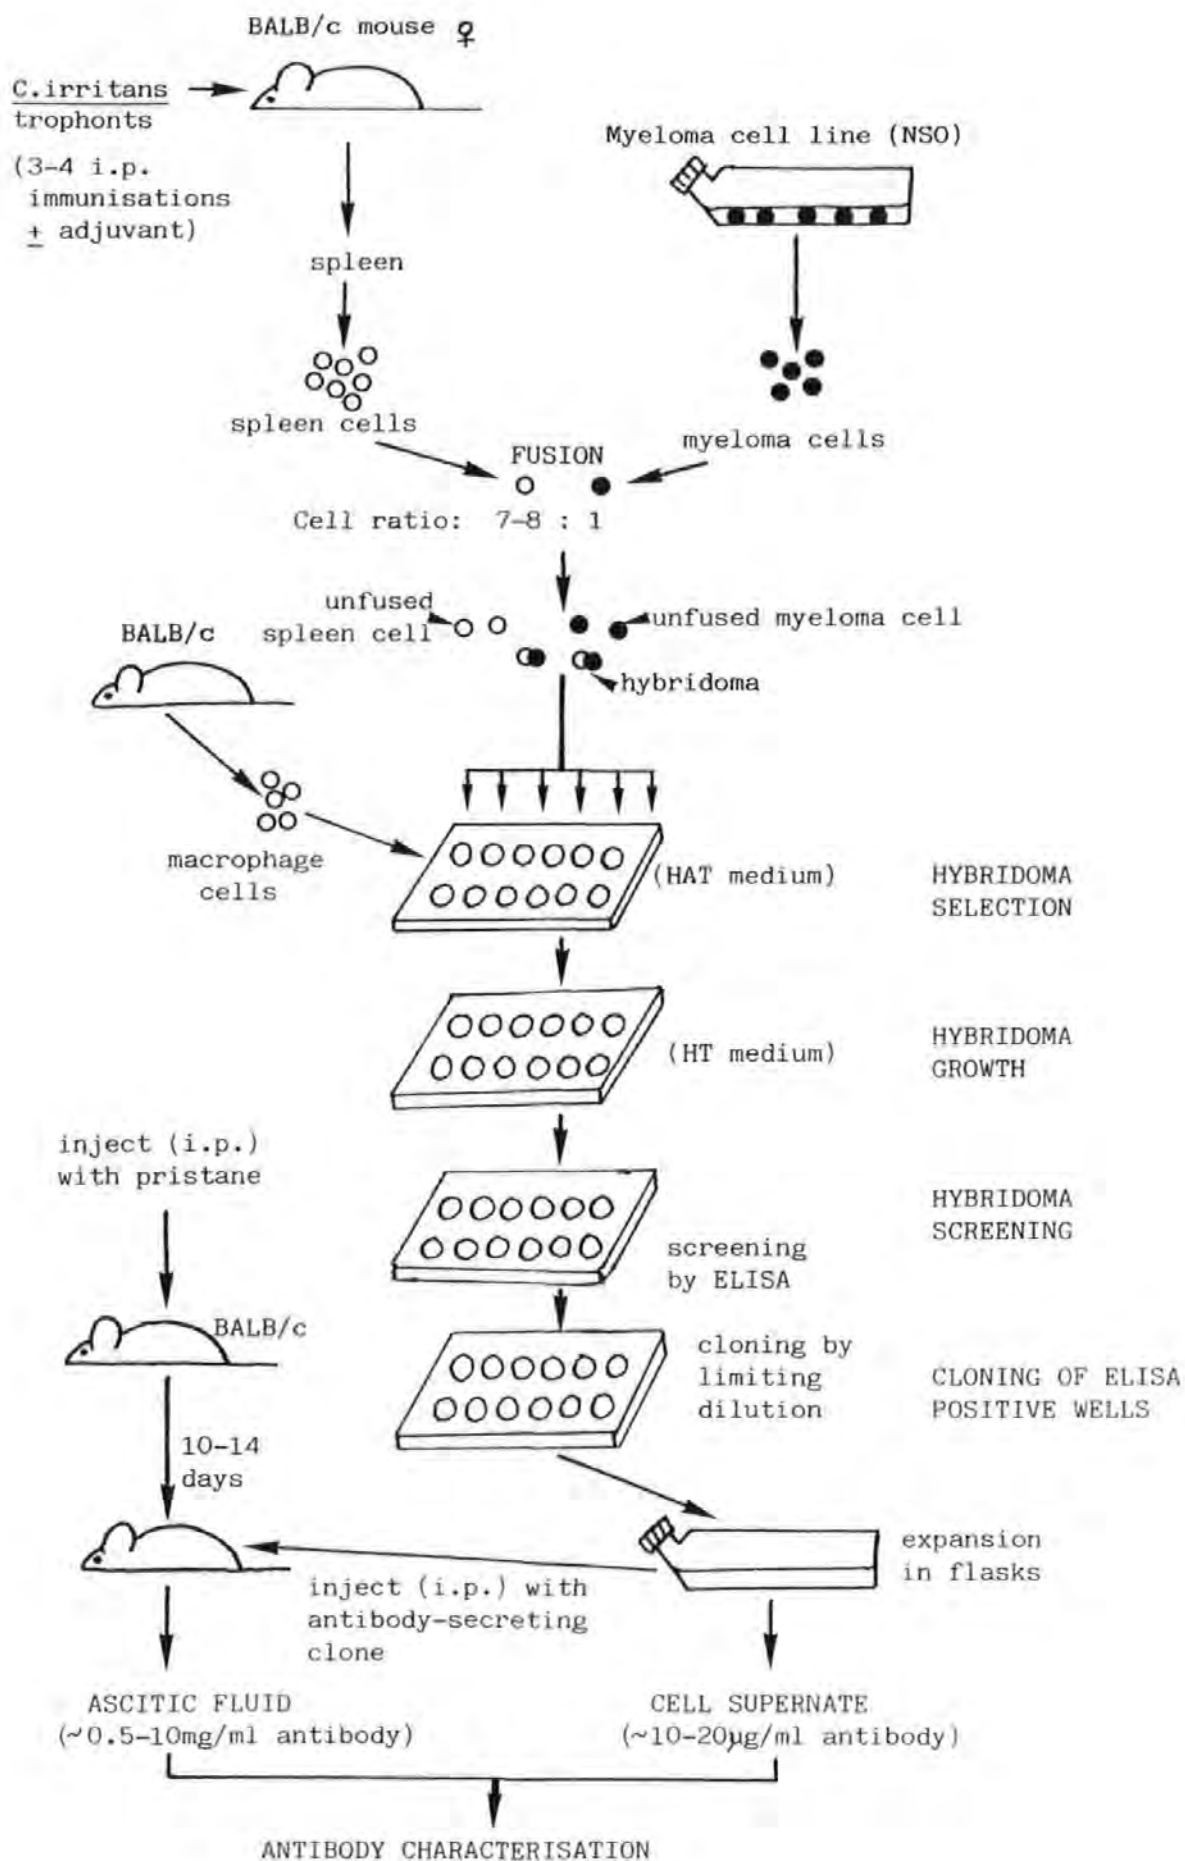 BALB/c mouse ♀
C.irritans
trophonts
(3-4 i.p.
immunisations
± adjuvant)
Myeloma cell line (NSO)
spleen
spleen cells
myeloma cells
FUSION
Cell ratio: 7-8 : 1
unfused
spleen cell
unfused myeloma cell
hybridoma
BALB/c
macrophage
cells
(HAT medium)
HYBRIDOMA
SELECTION
(HT medium)
HYBRIDOMA
GROWTH
inject (i.p.)
with pristane
screening
by ELISA
HYBRIDOMA
SCREENING
BALB/c
cloning by
limiting
dilution
CLONING OF ELISA
POSITIVE WELLS
10-14
days
expansion
in flasks
inject (i.p.) with
antibody-secreting
clone
ASCITIC FLUID
(~0.5-10mg/ml antibody)
CELL SUPERNATE
(~10-20µg/ml antibody)
ANTIBODY CHARACTERISATION